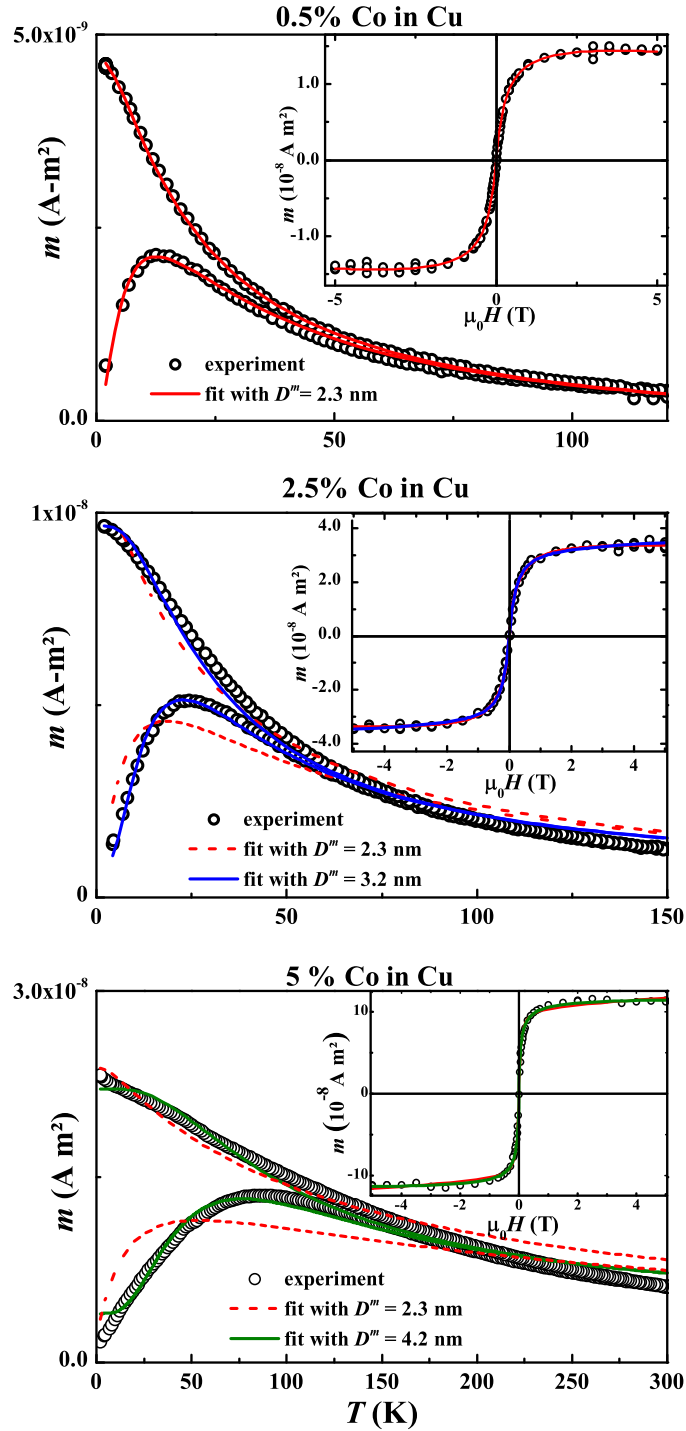 0.5% Co in Cu
5.0x10⁻⁹
0.0
m (A-m²)
0 50 100
experiment
fit with Dᵐ= 2.3 nm
1.0
0.0
-1.0
m (10⁻⁸ A m²)
-5 0 5
μ₀H (T)
2.5% Co in Cu
1x10⁻⁸
0
m (A-m²)
0 50 100 150
experiment
fit with Dᵐ = 2.3 nm
fit with Dᵐ = 3.2 nm
4.0
2.0
0.0
-2.0
-4.0
m (10⁻⁸ A m²)
-4 -2 0 2 4
μ₀H (T)
5 % Co in Cu
3.0x10⁻⁸
0.0
m (A m²)
0 50 100 150 200 250 300
T (K)
experiment
fit with Dᵐ = 2.3 nm
fit with Dᵐ = 4.2 nm
10
0
-10
m (10⁻⁸ A m²)
-4 -2 0 2 4
μ₀H (T)